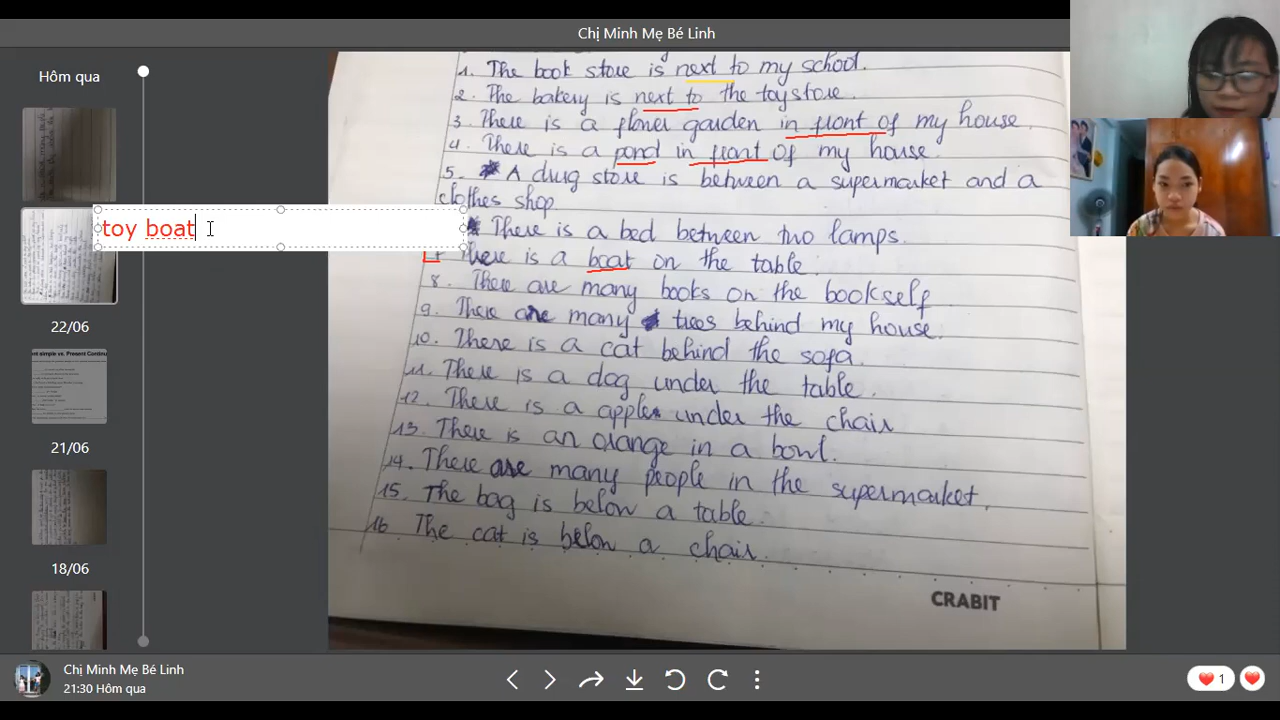 Chị Minh Mẹ Bé Linh
Hôm qua
1. The book store is next to my school.
2. The bakery is next to the toystore.
3. There is a flower garden in front of my house.
4. There is a pond in front of my house.
5. A drug store is between a supermarket and a
clothes shop
toy boat
There is a bed between two lamps.
There is a boat on the table.
8. There are many books on the bookself
22/06
9. There are many trees behind my house.
10. There is a cat behind the sofa.
11. There is a dog under the table.
12. There is a apple under the chair
13. There is an orange in a bowl.
21/06
14. There are many people in the supermarket.
15. The bag is below a table.
16 The cat is below a chair.
18/06
CRABIT
Chị Minh Mẹ Bé Linh
21:30 Hôm qua
1